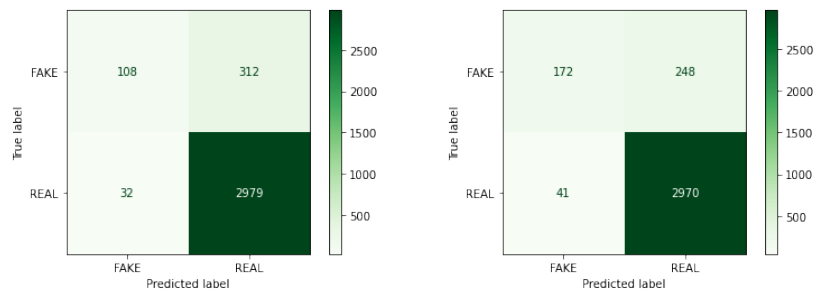 FAKE
REAL
True label
108
312
32
2979
FAKE
REAL
Predicted label
2500
2000
1500
1000
500
FAKE
REAL
True label
172
248
41
2970
FAKE
REAL
Predicted label
2500
2000
1500
1000
500